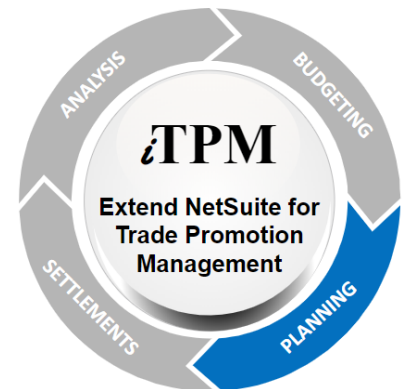 ANALYSIS
BUDGETING
iTPM
Extend NetSuite for
Trade Promotion
Management
SETTLEMENTS
PLANNING